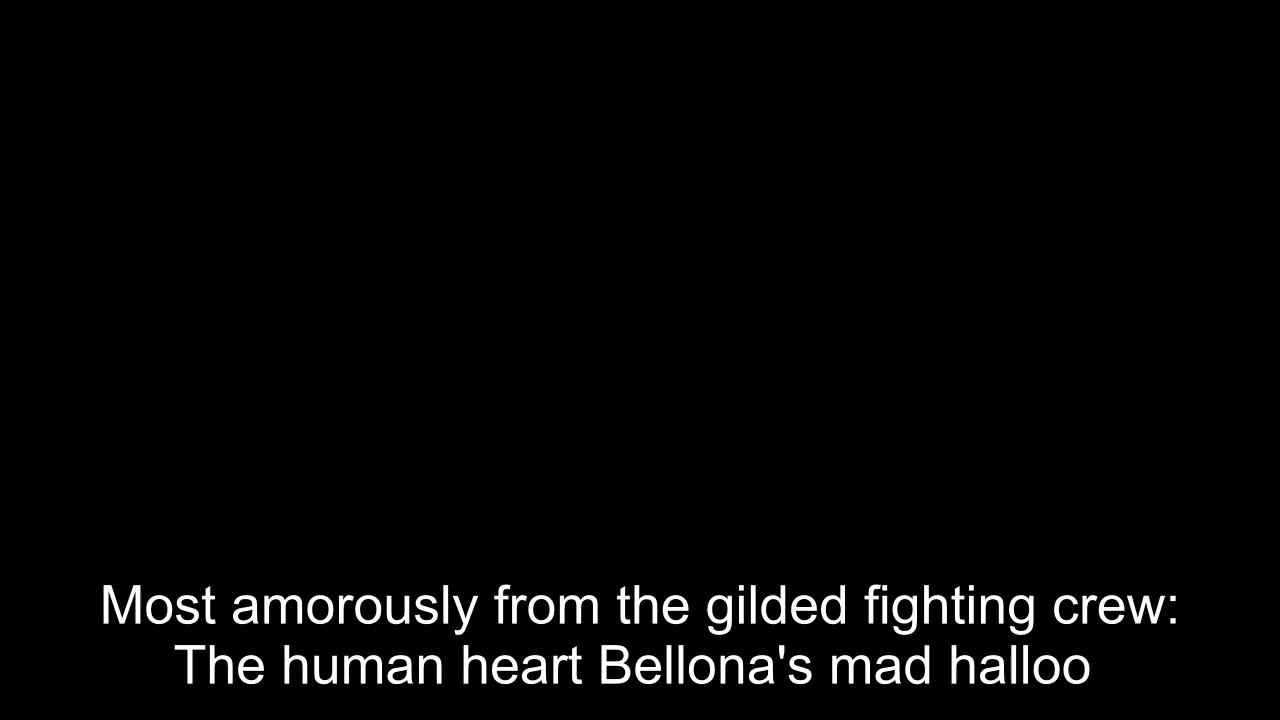 Most amorously from the gilded fighting crew:
The human heart Bellona's mad halloo